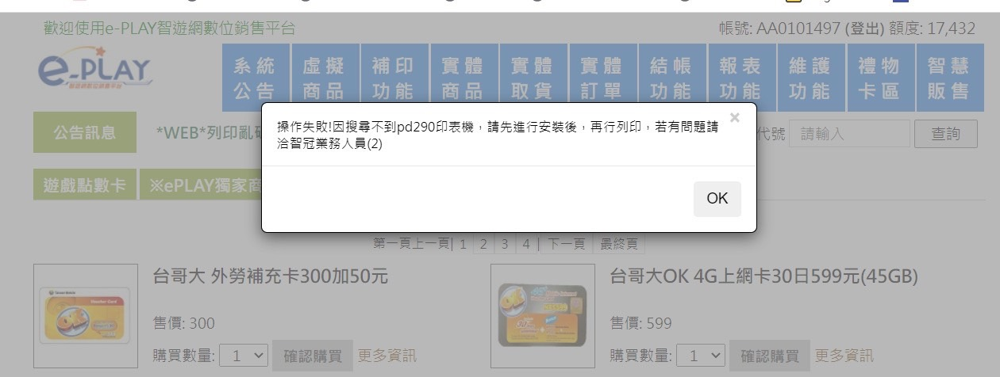 歡迎使用e-PLAY智遊網數位銷售平台
帳號: AA0101497 (登出) 額度: 17,432
e-PLAY
系統公告
虛擬商品
補印功能
實體商品
實體取貨
實體訂單
結帳功能
報表功能
維護功能
禮物卡區
智慧販售
公告訊息
*WEB*列印亂
代號 請輸入 查詢
操作失敗!因搜尋不到pd290印表機，請先進行安裝後，再行列印，若有問題請
洽智冠業務人員(2)
×
OK
遊戲點數卡
※ePLAY獨家商
第一頁上一頁| 1 2 3 4 | 下一頁 最終頁
台哥大 外勞補充卡300加50元
售價: 300
購買數量: 1 確認購買 更多資訊
台哥大OK 4G上網卡30日599元(45GB)
售價: 599
購買數量: 1 確認購買 更多資訊